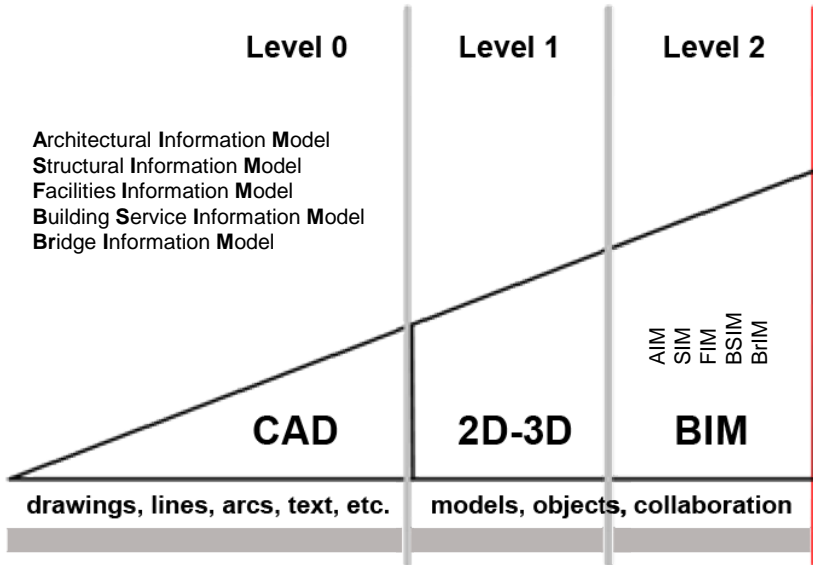 Level 0
Level 1
Level 2
Architectural Information Model
Structural Information Model
Facilities Information Model
Building Service Information Model
Bridge Information Model
AIM
SIM
FIM
BSIM
BrIM
CAD
2D-3D
BIM
drawings, lines, arcs, text, etc.
models, objects, collaboration